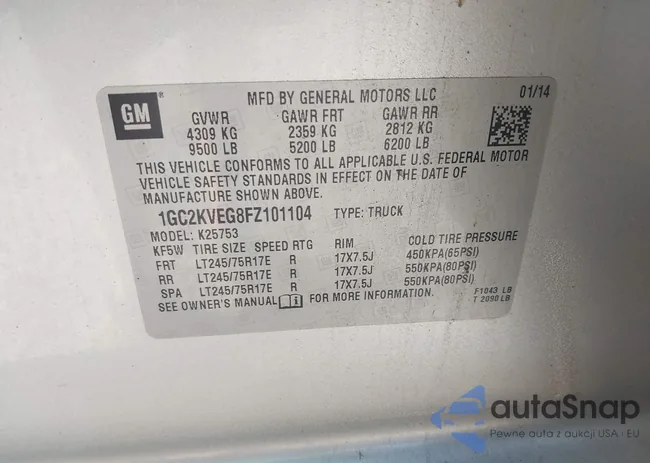 GM ®
MFD BY GENERAL MOTORS LLC 01/14
GVWR GAWR FRT GAWR RR
4309 KG 2359 KG 2812 KG
9500 LB 5200 LB 6200 LB
THIS VEHICLE CONFORMS TO ALL APPLICABLE U.S. FEDERAL MOTOR
VEHICLE SAFETY STANDARDS IN EFFECT ON THE DATE OF
MANUFACTURE SHOWN ABOVE.
1GC2KVEG8FZ101104 TYPE: TRUCK
MODEL: K25753
KF5W TIRE SIZE SPEED RTG RIM COLD TIRE PRESSURE
FRT LT245/75R17E R 17X7.5J 450KPA(65PSI)
RR LT245/75R17E R 17X7.5J 550KPA(80PSI)
SPA LT245/75R17E R 17X7.5J 550KPA(80PSI)
SEE OWNER'S MANUAL FOR MORE INFORMATION. F1043 LB
T 2090 LB
autaSnap
Pewne auta z aukcji USA i EU